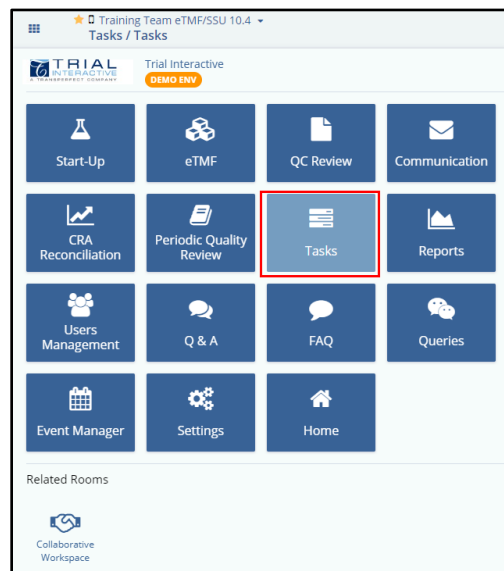 Training Team eTMF/SSU 10.4
Tasks / Tasks
TRIAL
INTERACTIVE
A TRANSPERFECT COMPANY
Trial Interactive
DEMO ENV
Start-Up
eTMF
QC Review
Communication
CRA
Reconciliation
Periodic Quality
Review
Tasks
Reports
Users
Management
Q & A
FAQ
Queries
Event Manager
Settings
Home
Related Rooms
Collaborative
Workspace